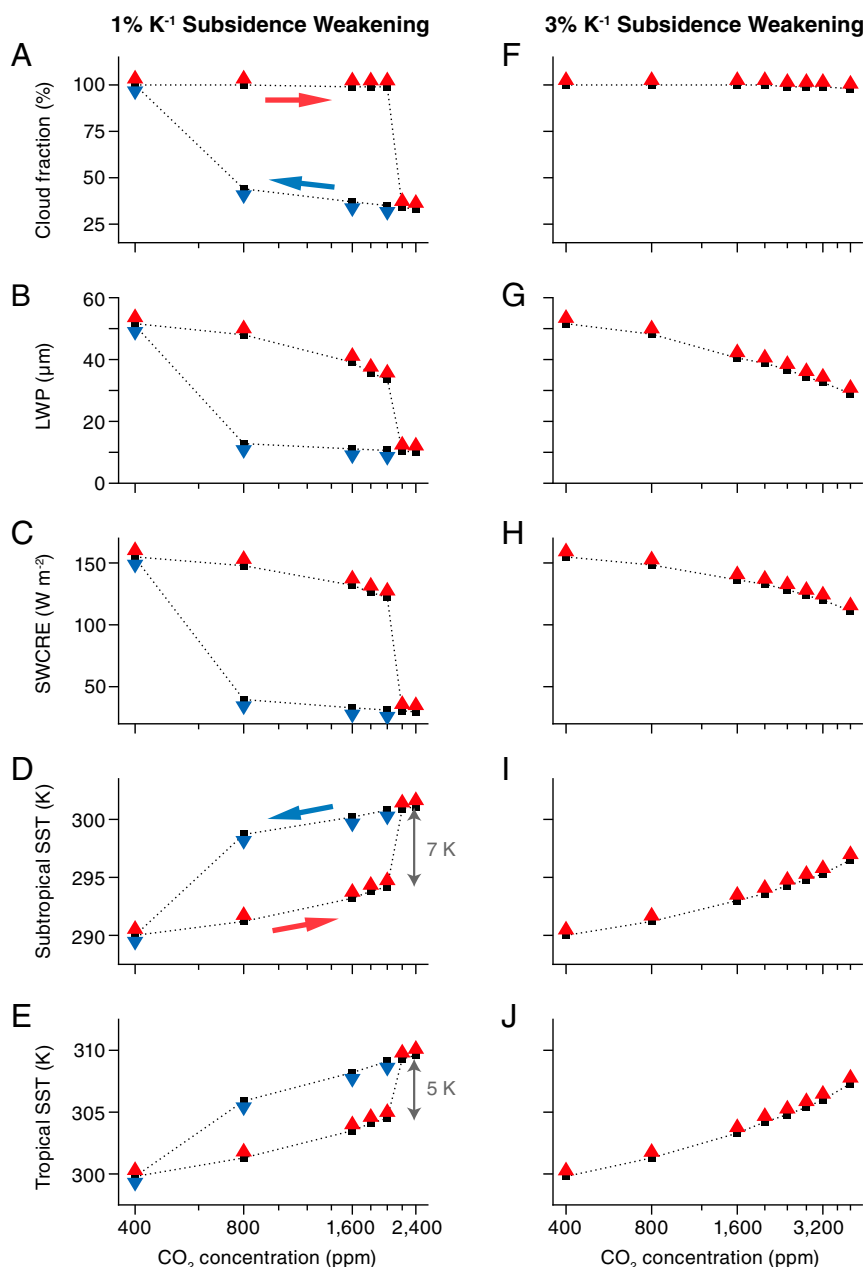 1% K⁻¹ Subsidence Weakening
3% K⁻¹ Subsidence Weakening
A
Cloud fraction (%)
100
75
50
25
F
B
LWP (µm)
60
40
20
0
G
C
SWCRE (W m⁻²)
150
100
50
H
D
Subtropical SST (K)
300
295
290
7 K
I
E
Tropical SST (K)
310
305
300
5 K
J
400 800 1,600 2,400
CO₂ concentration (ppm)
400 800 1,600 3,200
CO₂ concentration (ppm)